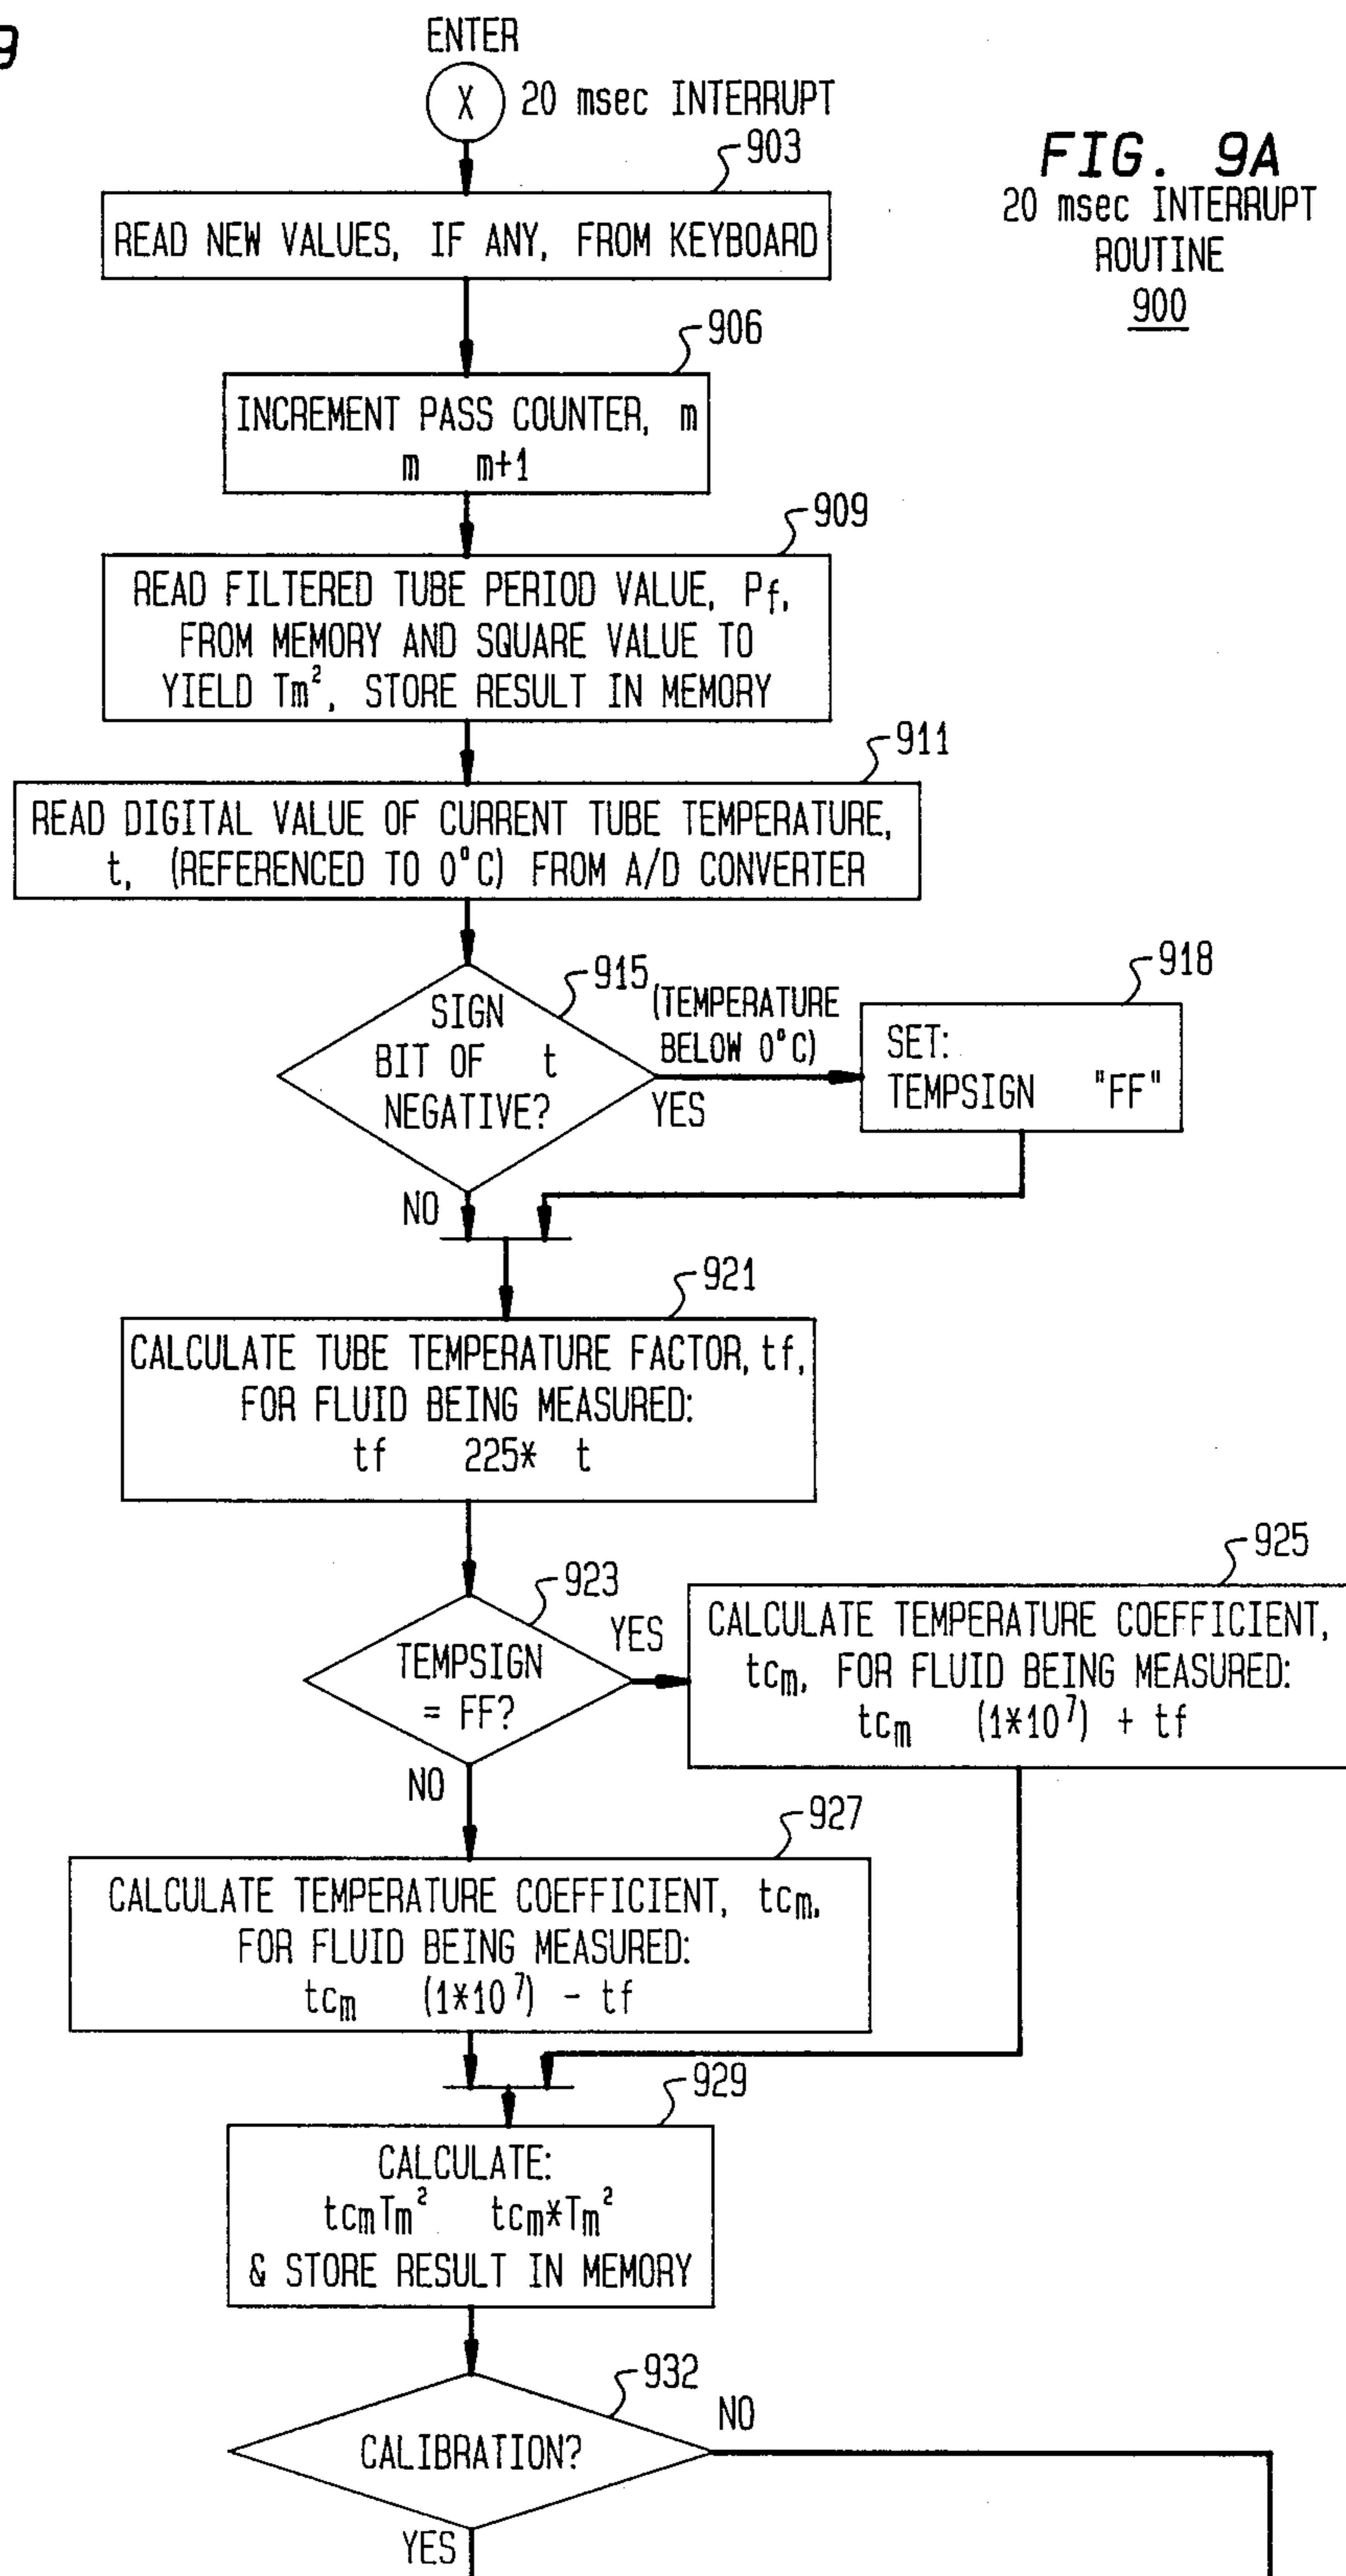 9
ENTER
X
20 msec INTERRUPT
FIG. 9A
20 msec INTERRUPT
ROUTINE
900
903
READ NEW VALUES, IF ANY, FROM KEYBOARD
906
INCREMENT PASS COUNTER, m
m m+1
909
READ FILTERED TUBE PERIOD VALUE, Pf,
FROM MEMORY AND SQUARE VALUE TO
YIELD Tm², STORE RESULT IN MEMORY
911
READ DIGITAL VALUE OF CURRENT TUBE TEMPERATURE,
t, (REFERENCED TO 0°C) FROM A/D CONVERTER
915
SIGN
BIT OF t
NEGATIVE?
(TEMPERATURE
BELOW 0°C)
YES
918
SET:
TEMPSIGN "FF"
NO
921
CALCULATE TUBE TEMPERATURE FACTOR, tf,
FOR FLUID BEING MEASURED:
tf 225* t
923
TEMPSIGN
= FF?
YES
925
CALCULATE TEMPERATURE COEFFICIENT,
tcm, FOR FLUID BEING MEASURED:
tcm (1*10⁷) + tf
NO
927
CALCULATE TEMPERATURE COEFFICIENT, tcm,
FOR FLUID BEING MEASURED:
tcm (1*10⁷) - tf
929
CALCULATE:
tcmTm² tcm*Tm²
& STORE RESULT IN MEMORY
932
CALIBRATION?
NO
YES